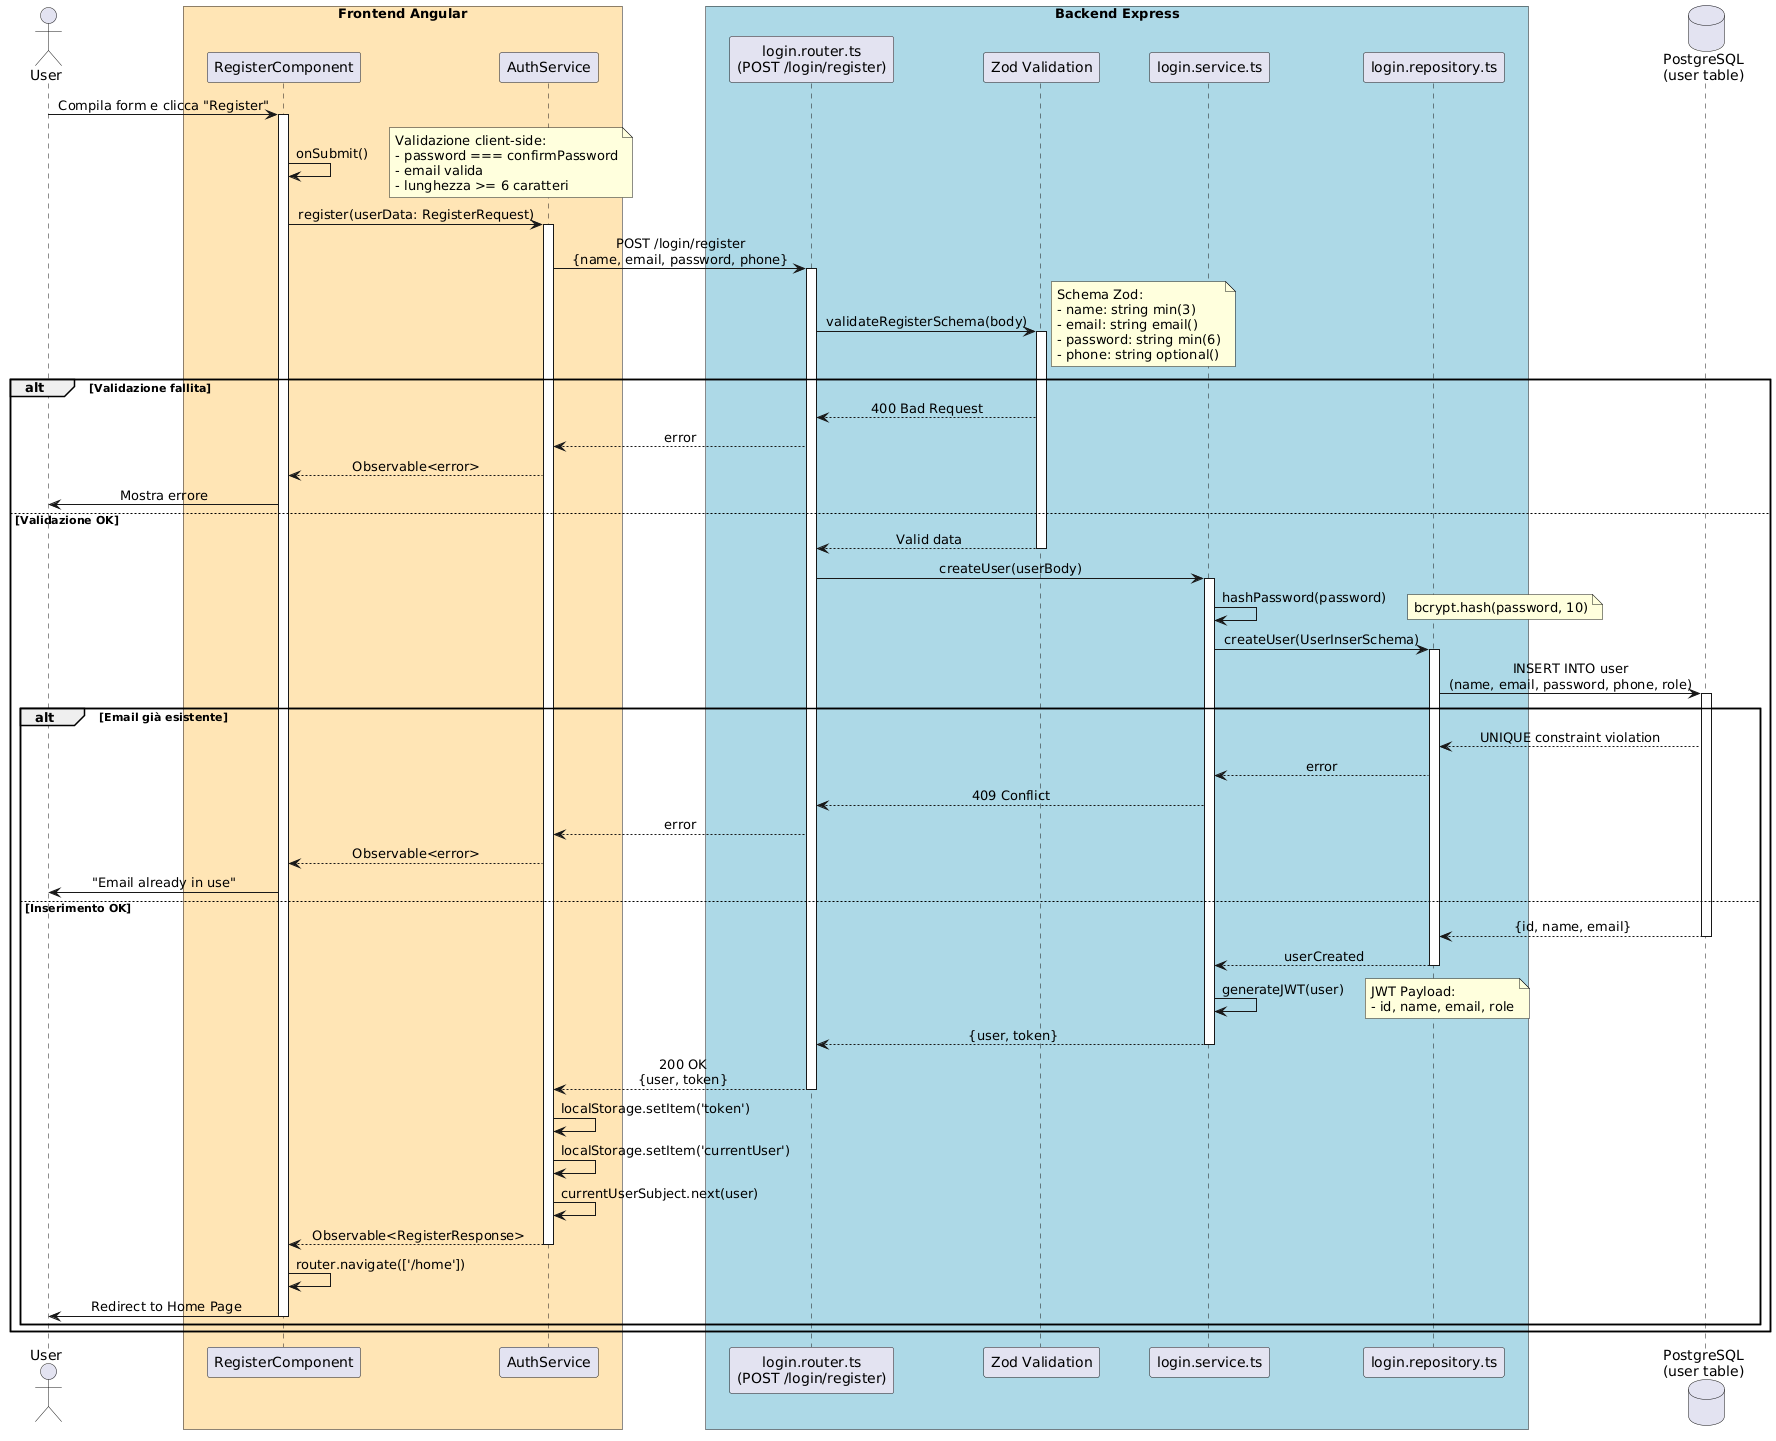 Frontend Angular
Backend Express
User
RegisterComponent
AuthService
login.router.ts
(POST /login/register)
Zod Validation
login.service.ts
login.repository.ts
PostgreSQL
(user table)
Compila form e clicca "Register"
onSubmit()
Validazione client-side:
- password === confirmPassword
- email valida
- lunghezza >= 6 caratteri
register(userData: RegisterRequest)
POST /login/register
{name, email, password, phone}
validateRegisterSchema(body)
Schema Zod:
- name: string min(3)
- email: string email()
- password: string min(6)
- phone: string optional()
alt [Validazione fallita]
400 Bad Request
error
Observable<error>
Mostra errore
[Validazione OK]
Valid data
createUser(userBody)
hashPassword(password)
bcrypt.hash(password, 10)
createUser(UserInserSchema)
INSERT INTO user
(name, email, password, phone, role)
alt [Email già esistente]
UNIQUE constraint violation
error
409 Conflict
error
Observable<error>
"Email already in use"
[Inserimento OK]
{id, name, email}
userCreated
generateJWT(user)
JWT Payload:
- id, name, email, role
{user, token}
200 OK
{user, token}
localStorage.setItem('token')
localStorage.setItem('currentUser')
currentUserSubject.next(user)
Observable<RegisterResponse>
router.navigate(['/home'])
Redirect to Home Page
User
RegisterComponent
AuthService
login.router.ts
(POST /login/register)
Zod Validation
login.service.ts
login.repository.ts
PostgreSQL
(user table)